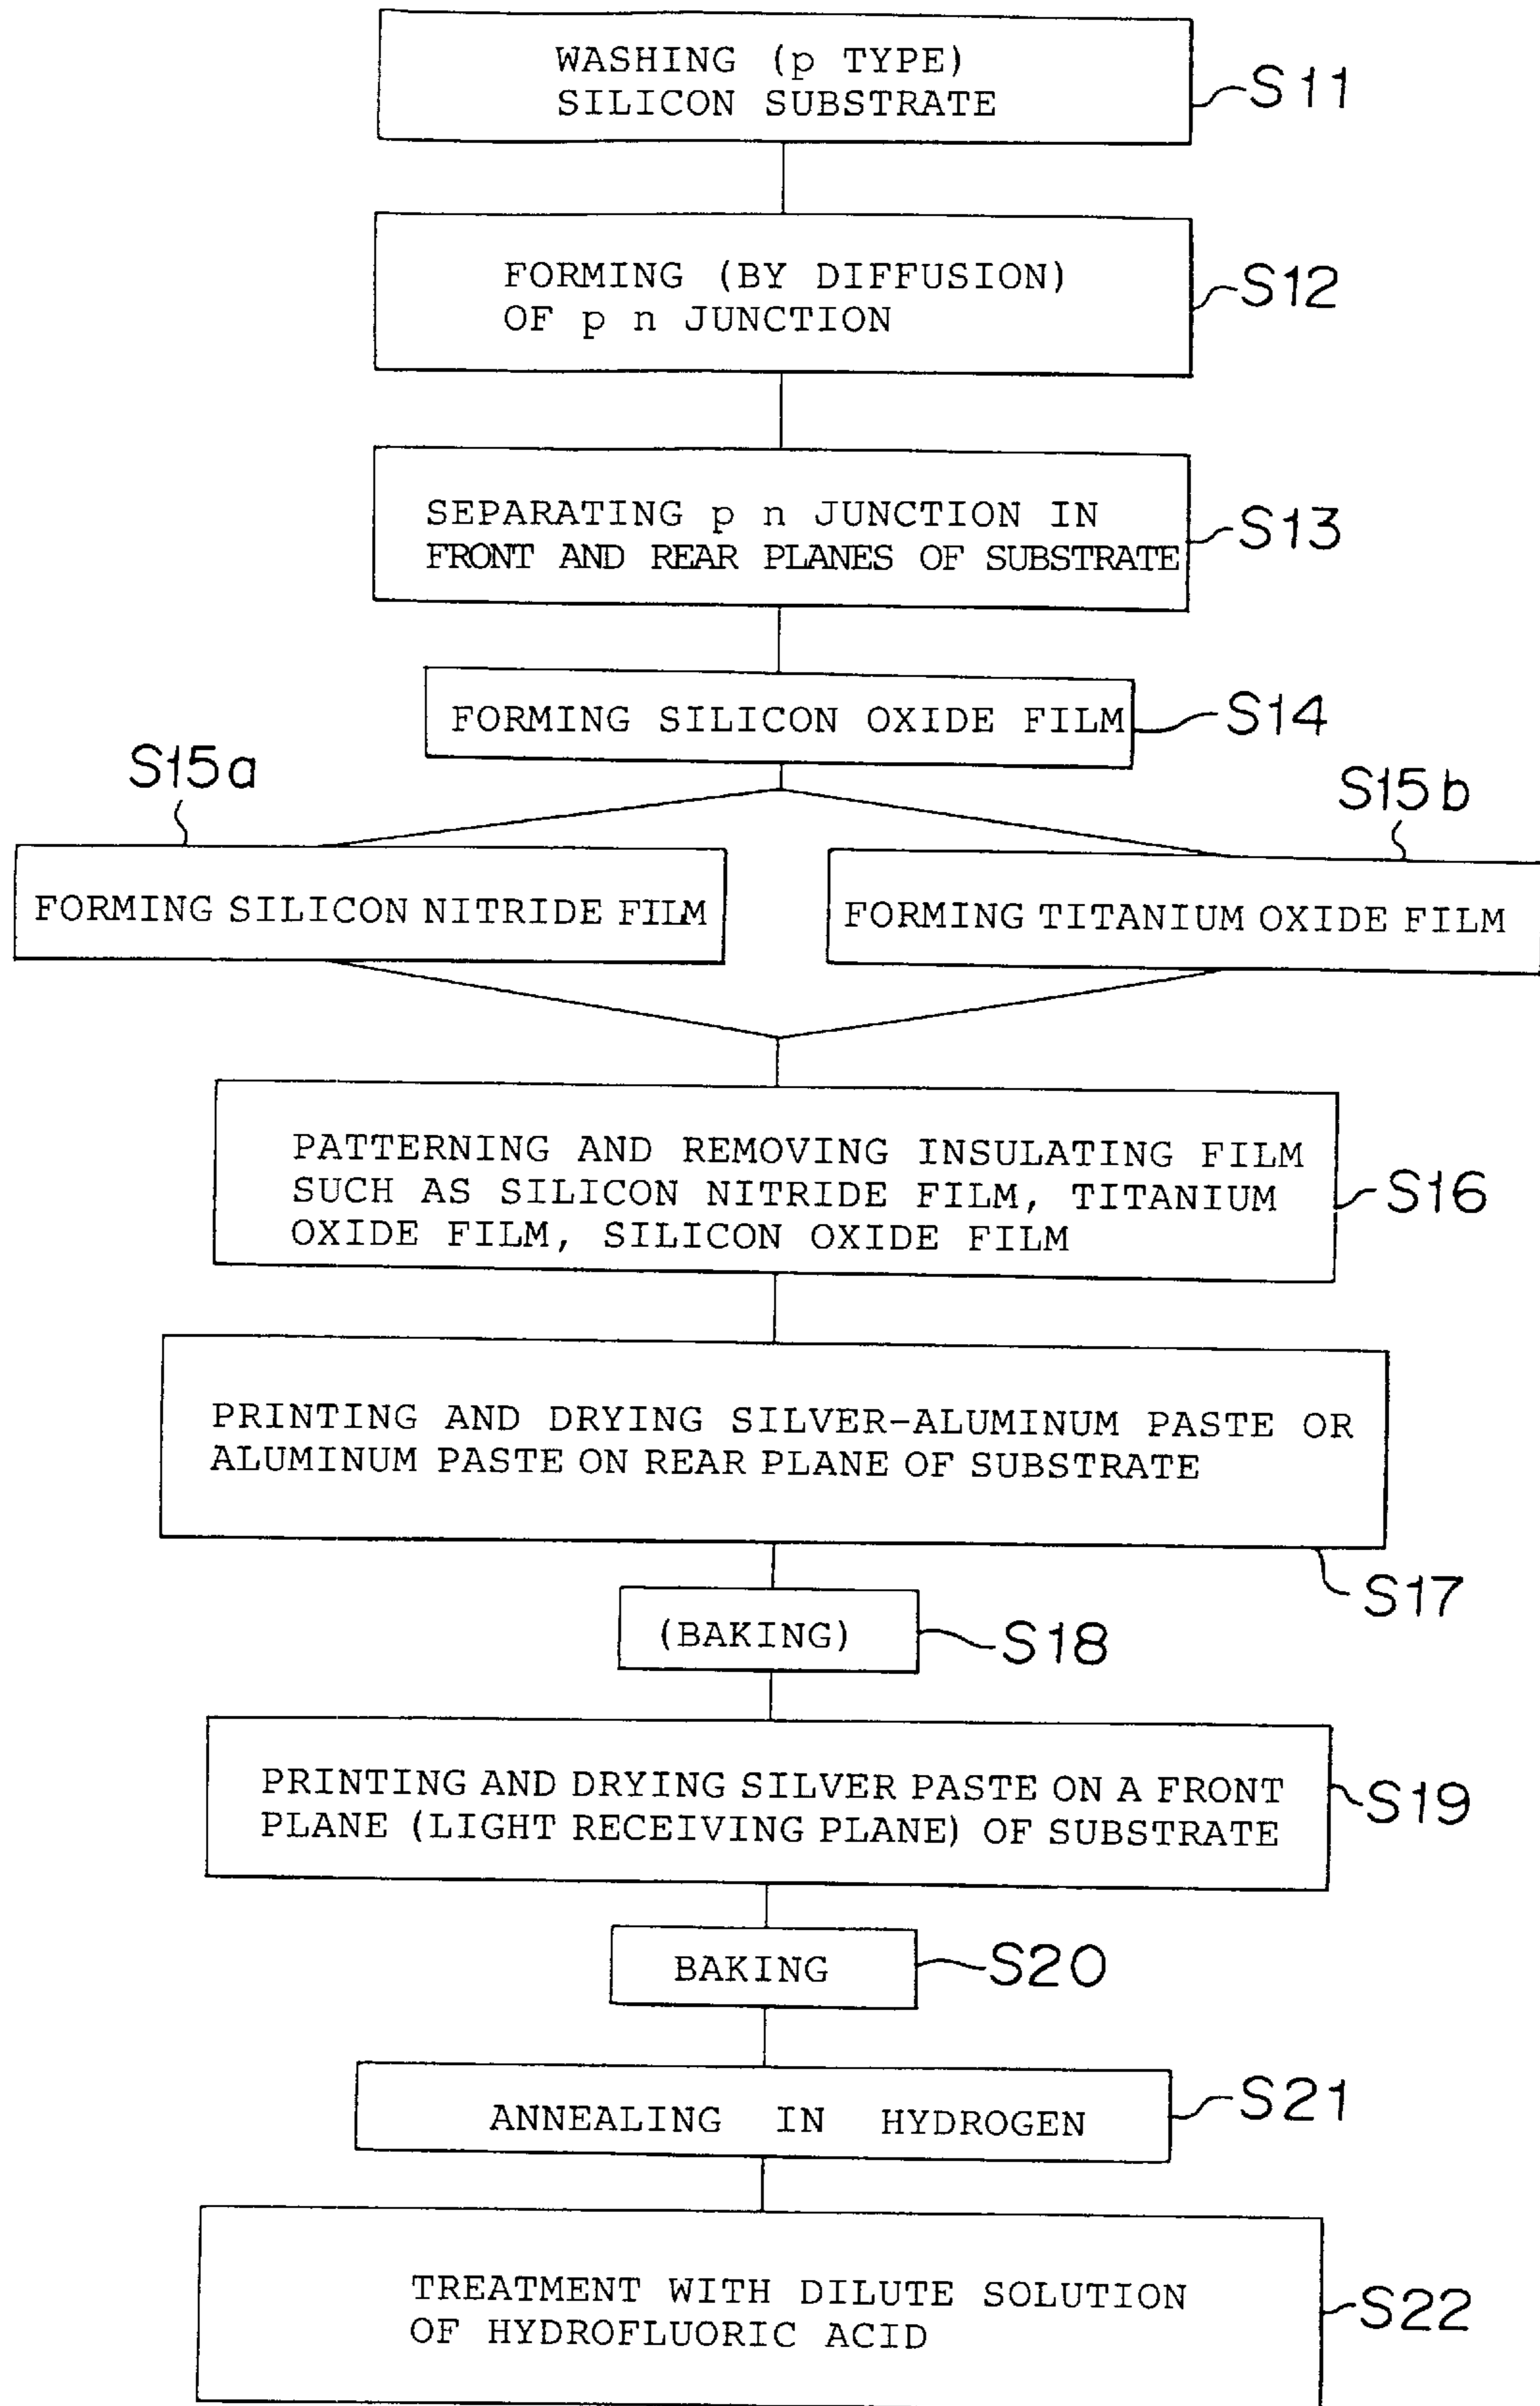 WASHING (p TYPE)
SILICON SUBSTRATE
S11
FORMING (BY DIFFUSION)
OF p n JUNCTION
S12
SEPARATING p n JUNCTION IN
FRONT AND REAR PLANES OF SUBSTRATE
S13
FORMING SILICON OXIDE FILM
S14
S15a
S15b
FORMING SILICON NITRIDE FILM
FORMING TITANIUM OXIDE FILM
PATTERNING AND REMOVING INSULATING FILM
SUCH AS SILICON NITRIDE FILM, TITANIUM
OXIDE FILM, SILICON OXIDE FILM
S16
PRINTING AND DRYING SILVER-ALUMINUM PASTE OR
ALUMINUM PASTE ON REAR PLANE OF SUBSTRATE
S17
(BAKING)
S18
PRINTING AND DRYING SILVER PASTE ON A FRONT
PLANE (LIGHT RECEIVING PLANE) OF SUBSTRATE
S19
BAKING
S20
ANNEALING IN HYDROGEN
S21
TREATMENT WITH DILUTE SOLUTION
OF HYDROFLUORIC ACID
S22